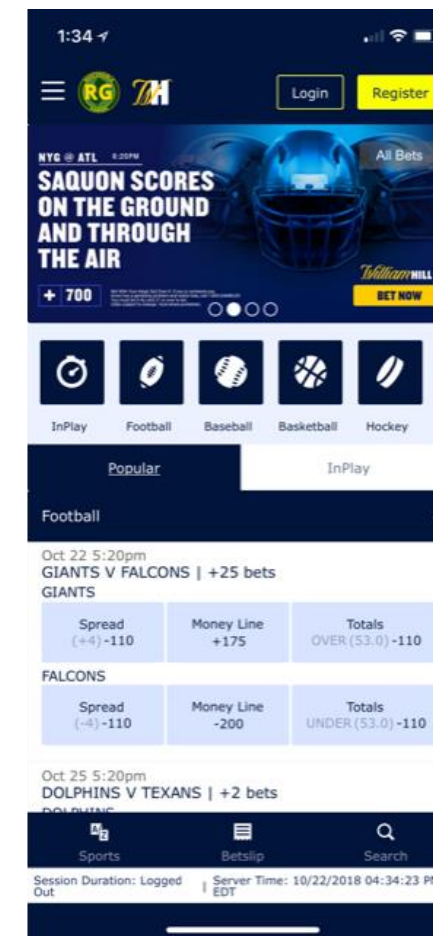 1:34
RG WH Login Register
NYG @ ATL 8:20PM
All Bets
SAQUON SCORES
ON THE GROUND
AND THROUGH
THE AIR
William HILL
+ 700
BET NOW
InPlay Football Baseball Basketball Hockey
Popular InPlay
Football
Oct 22 5:20pm
GIANTS V FALCONS | +25 bets
GIANTS
Spread Money Line Totals
(+4) -110 +175 OVER (53.0) -110
FALCONS
Spread Money Line Totals
(-4) -110 -200 UNDER (53.0) -110
Oct 25 5:20pm
DOLPHINS V TEXANS | +2 bets
DOLPHINS
Sports Betslip Search
Session Duration: Logged | Server Time: 10/22/2018 04:34:23 PM
Out EDT